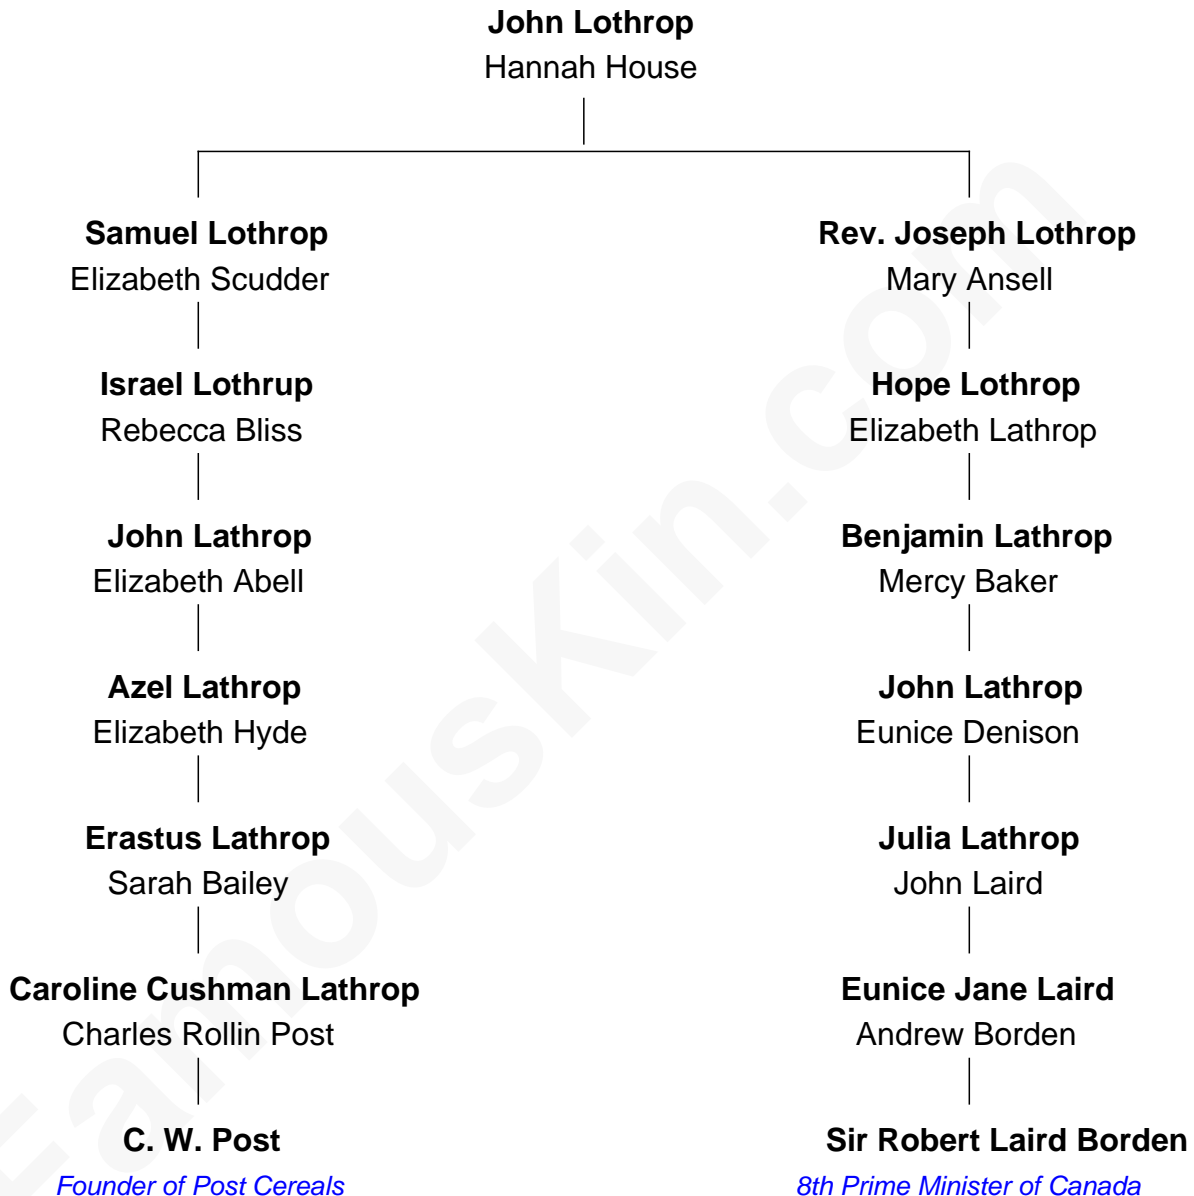 John Lothrop
Hannah House
Samuel Lothrop
Elizabeth Scudder
Israel Lothrup
Rebecca Bliss
John Lathrop
Elizabeth Abell
Azel Lathrop
Elizabeth Hyde
Erastus Lathrop
Sarah Bailey
Caroline Cushman Lathrop
Charles Rollin Post
C. W. Post
Founder of Post Cereals
Rev. Joseph Lothrop
Mary Ansell
Hope Lothrop
Elizabeth Lathrop
Benjamin Lathrop
Mercy Baker
John Lathrop
Eunice Denison
Julia Lathrop
John Laird
Eunice Jane Laird
Andrew Borden
Sir Robert Laird Borden
8th Prime Minister of Canada
FamousKin.com